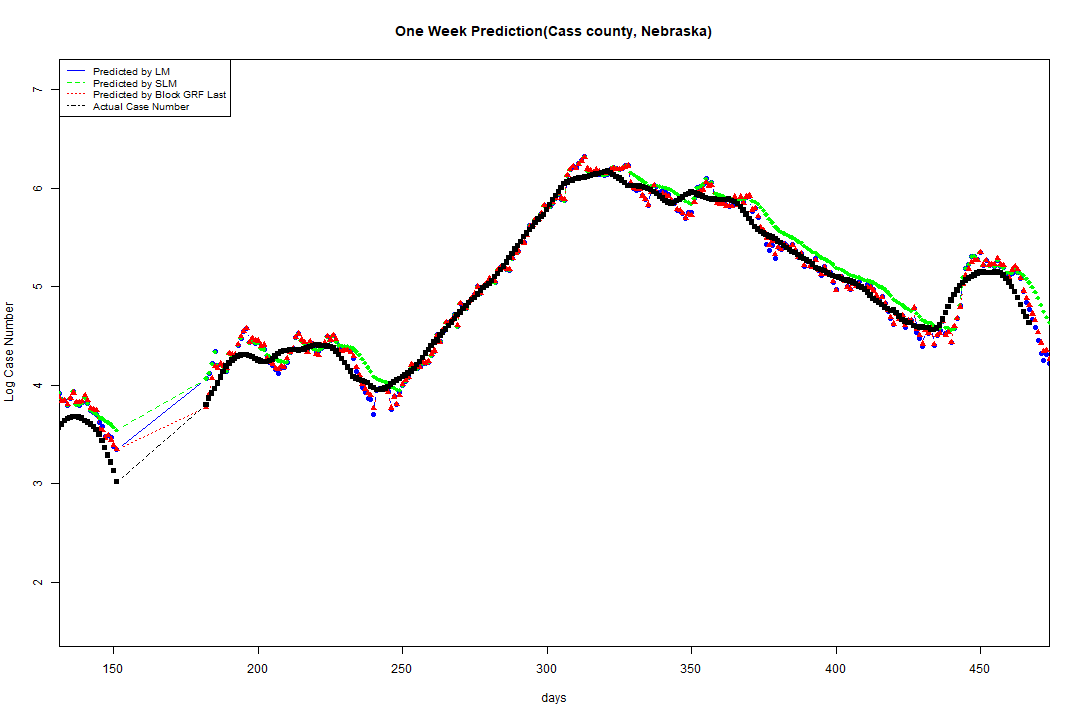 One Week Prediction(Cass county, Nebraska)
Predicted by LM
Predicted by SLM
Predicted by Block GRF Last
Actual Case Number
7
6
5
4
3
2
Log Case Number
150 200 250 300 350 400 450
days